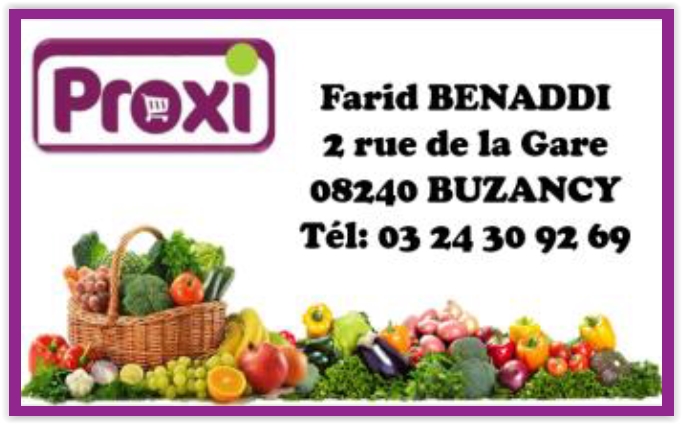 Proxi
Farid BENADDI
2 rue de la Gare
08240 BUZANCY
Tél: 03 24 30 92 69